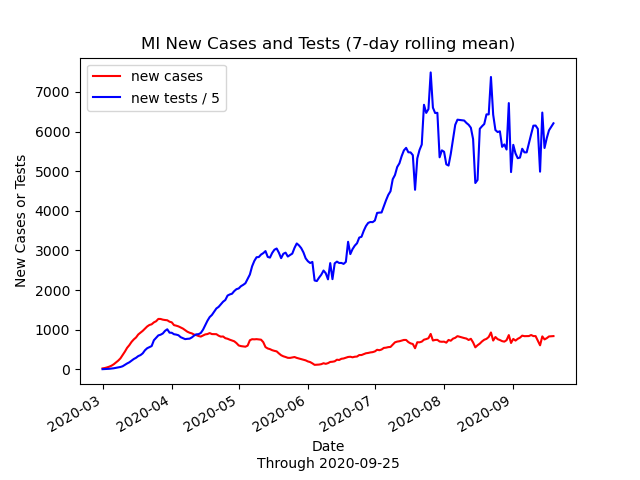 MI New Cases and Tests (7-day rolling mean)
new cases
new tests / 5
New Cases or Tests
7000
6000
5000
4000
3000
2000
1000
0
2020-03
2020-04
2020-05
2020-06
2020-07
2020-08
2020-09
Date
Through 2020-09-25